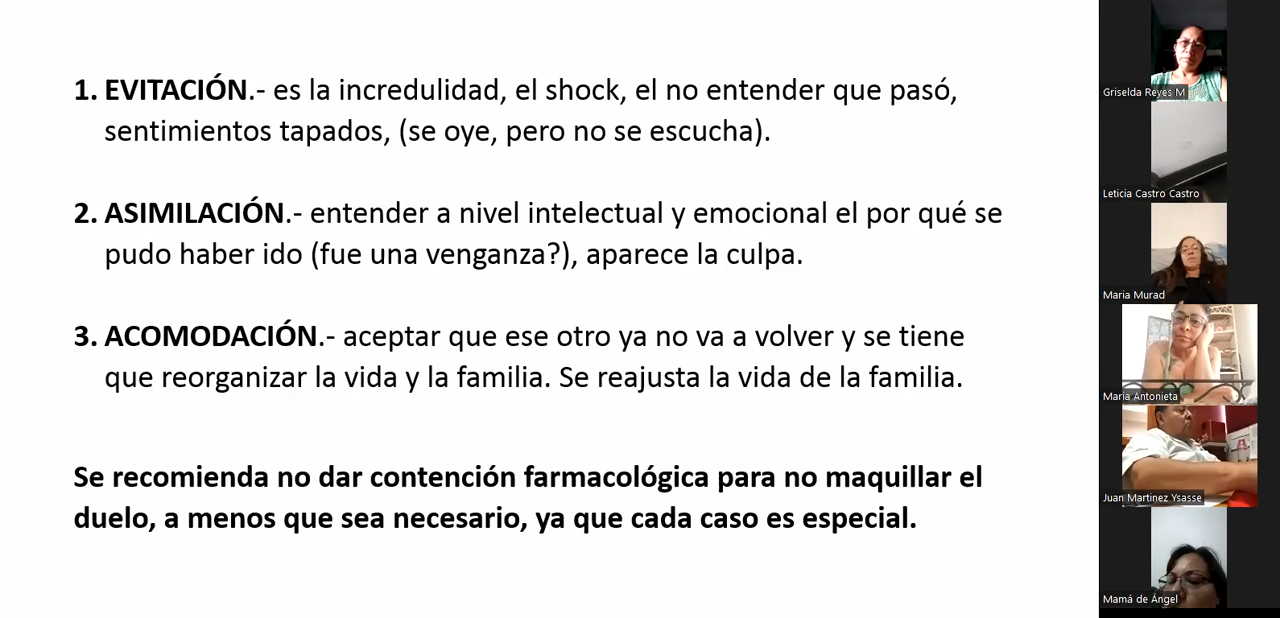 1. EVITACIÓN.- es la incredulidad, el shock, el no entender que pasó,
sentimientos tapados, (se oye, pero no se escucha).
2. ASIMILACIÓN.- entender a nivel intelectual y emocional el por qué se
pudo haber ido (fue una venganza?), aparece la culpa.
3. ACOMODACIÓN.- aceptar que ese otro ya no va a volver y se tiene
que reorganizar la vida y la familia. Se reajusta la vida de la familia.
Se recomienda no dar contención farmacológica para no maquillar el
duelo, a menos que sea necesario, ya que cada caso es especial.
Griselda Reyes M
Leticia Castro Castro
Maria Murad
Maria Antonieta
Juan Martinez Ysasse
Mamá de Ángel